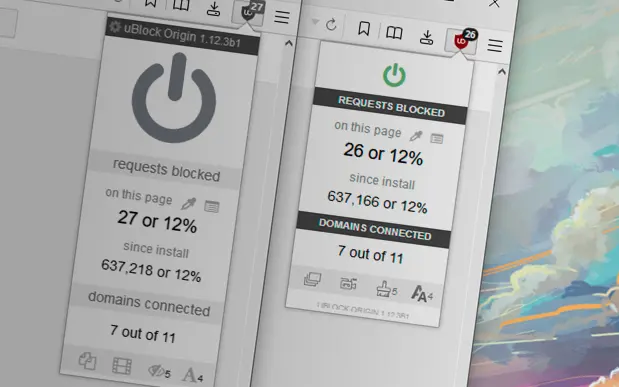 27
uBlock Origin 1.12.3b1
requests blocked
on this page
27 or 12%
since install
637,218 or 12%
domains connected
7 out of 11
5
A4
26
REQUESTS BLOCKED
on this page
26 or 12%
since install
637,166 or 12%
DOMAINS CONNECTED
7 out of 11
5
AA4
UBLOCK ORIGIN 1.12.3B1